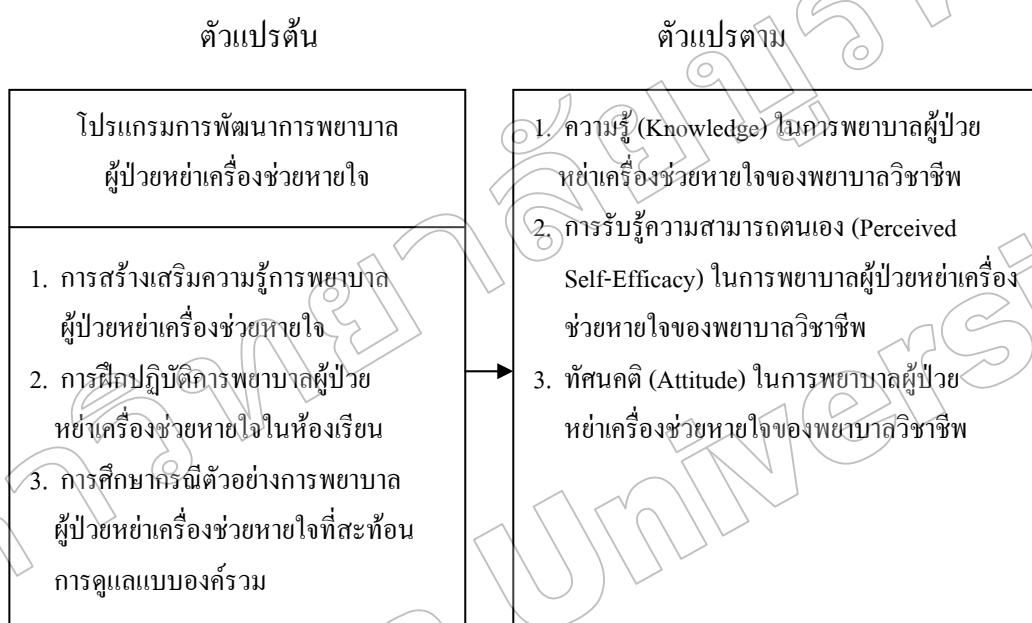 ตัวแปรต้น
ตัวแปรตาม
โปรแกรมการพัฒนาการพยาบาล
ผู้ป่วยหย่าเครื่องช่วยหายใจ
1. การสร้างเสริมความรู้การพยาบาล
ผู้ป่วยหย่าเครื่องช่วยหายใจ
2. การฝึกปฏิบัติการพยาบาลผู้ป่วย
หย่าเครื่องช่วยหายใจในห้องเรียน
3. การศึกษากรณีตัวอย่างการพยาบาล
ผู้ป่วยหย่าเครื่องช่วยหายใจที่สะท้อน
การดูแลแบบองค์รวม
1. ความรู้ (Knowledge) ในการพยาบาลผู้ป่วย
หย่าเครื่องช่วยหายใจของพยาบาลวิชาชีพ
2. การรับรู้ความสามารถตนเอง (Perceived
Self-Efficacy) ในการพยาบาลผู้ป่วยหย่าเครื่อง
ช่วยหายใจของพยาบาลวิชาชีพ
3. ทัศนคติ (Attitude) ในการพยาบาลผู้ป่วย
หย่าเครื่องช่วยหายใจของพยาบาลวิชาชีพ